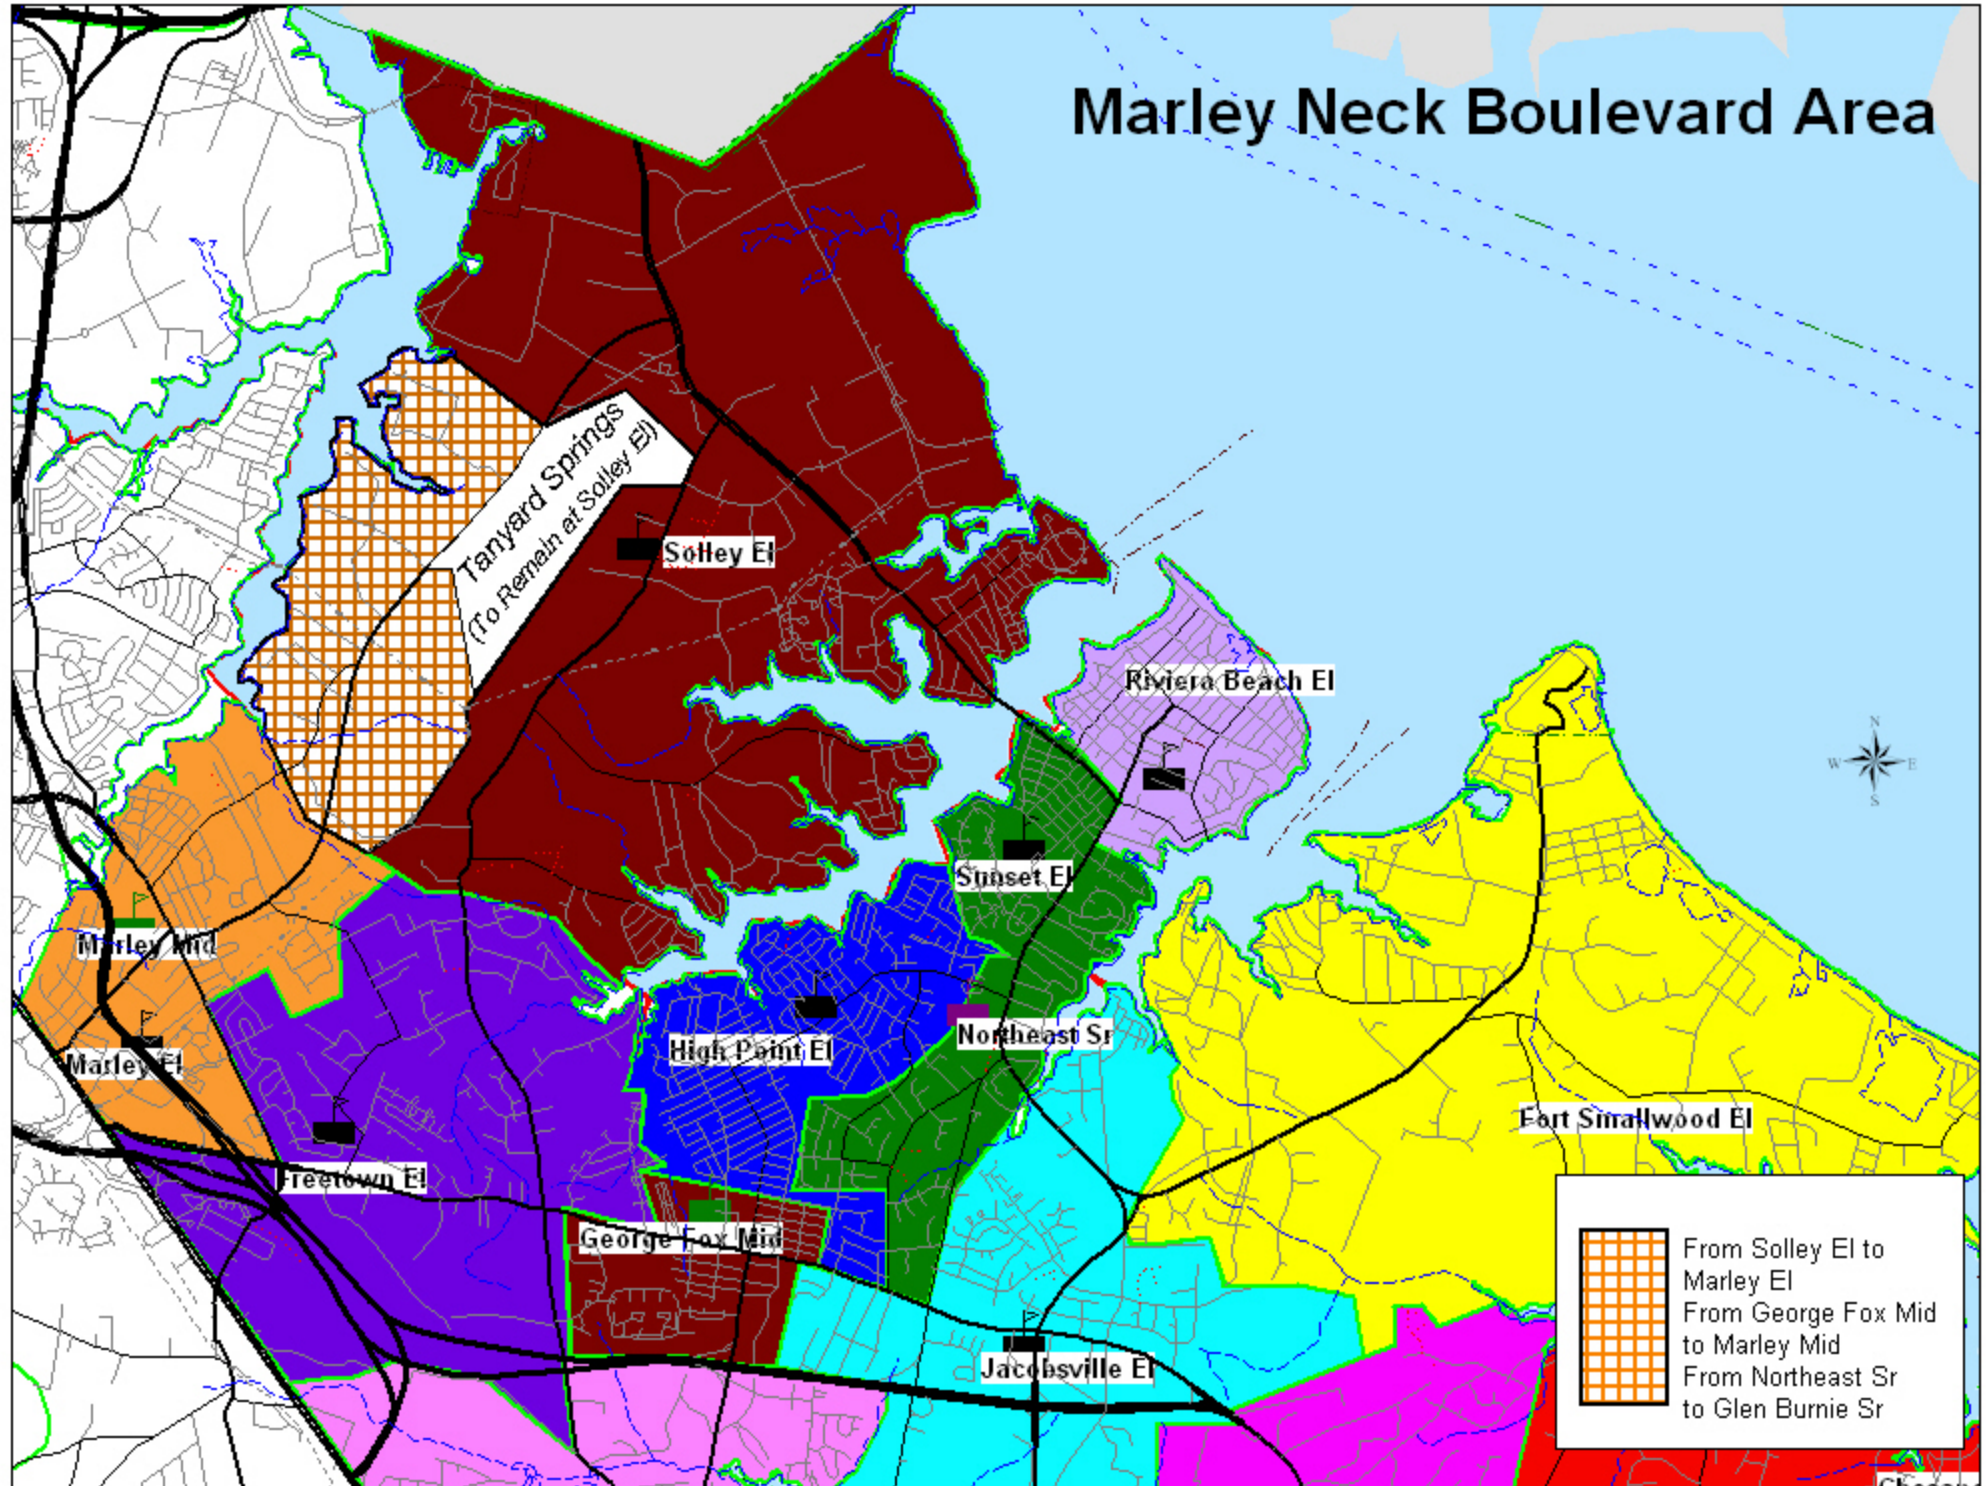 Marley Neck Boulevard Area
Tanyard Springs
(To Remain at Solley El)
Solley El
Riviera Beach El
N
W
E
S
Sunset El
Marley Mid
Northeast Sr
High Point El
Marley El
Fort Smallwood El
Freetown El
George Fox Mid
Jacobsville El
From Solley El to
Marley El
From George Fox Mid
to Marley Mid
From Northeast Sr
to Glen Burnie Sr